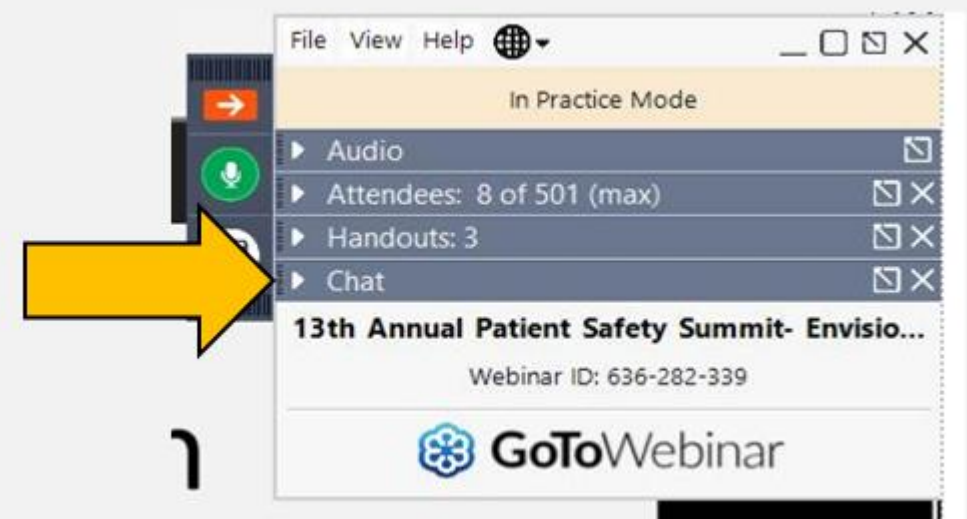 File View Help
In Practice Mode
Audio
Attendees: 8 of 501 (max)
Handouts: 3
Chat
13th Annual Patient Safety Summit- Envisio...
Webinar ID: 636-282-339
GoToWebinar